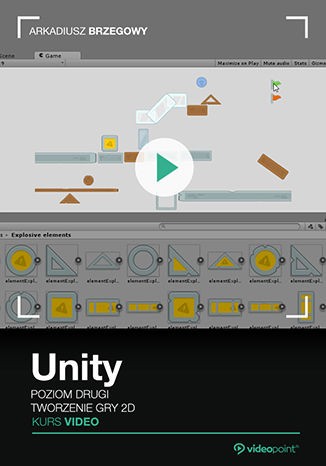 ARKADIUSZ BRZEGOWY
Scene
Game
Maximize on Play
Mute audio
Stats
Explosive elements
Unity
POZIOM DRUGI
TWORZENIE GRY 2D
KURS VIDEO
videopoint